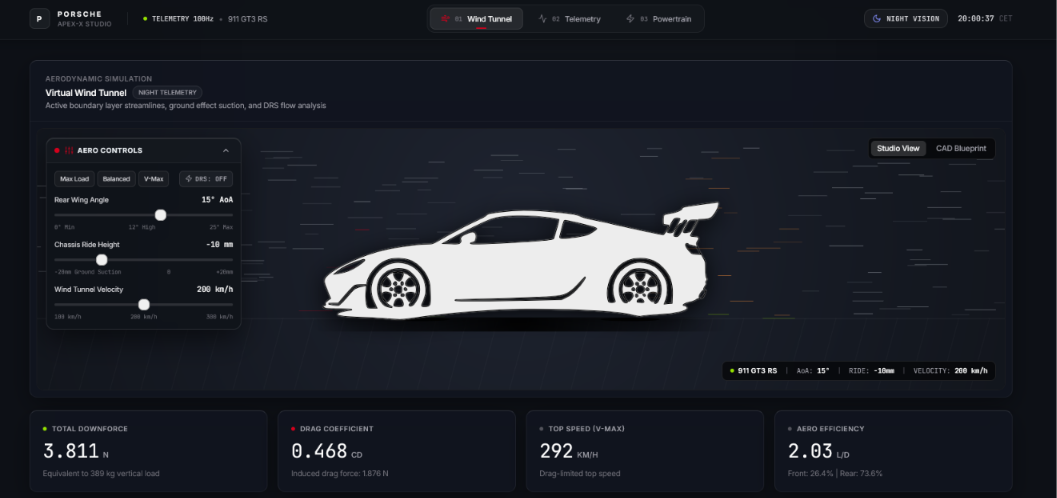 P PORSCHE APEX-X STUDIO
TELEMETRY 100Hz • 911 GT3 RS
01 Wind Tunnel
02 Telemetry
03 Powertrain
NIGHT VISION
20:00:37 CET
AERODYNAMIC SIMULATION
Virtual Wind Tunnel NIGHT TELEMETRY
Active boundary layer streamlines, ground effect suction, and DRS flow analysis
AERO CONTROLS
Max Load Balanced V-Max DRS: OFF
Rear Wing Angle 15° AoA
0° Min 12° High 25° Max
Chassis Ride Height -10 mm
-20mm Ground Suction 0 +20mm
Wind Tunnel Velocity 200 km/h
100 km/h 200 km/h 300 km/h
Studio View CAD Blueprint
911 GT3 RS | AoA: 15° | RIDE: -10mm | VELOCITY: 200 km/h
TOTAL DOWNFORCE
3.811 N
Equivalent to 389 kg vertical load
DRAG COEFFICIENT
0.468 CD
Induced drag force: 1.876 N
TOP SPEED (V-MAX)
292 KM/H
Drag-limited top speed
AERO EFFICIENCY
2.03 L/D
Front: 26.4% | Rear: 73.6%